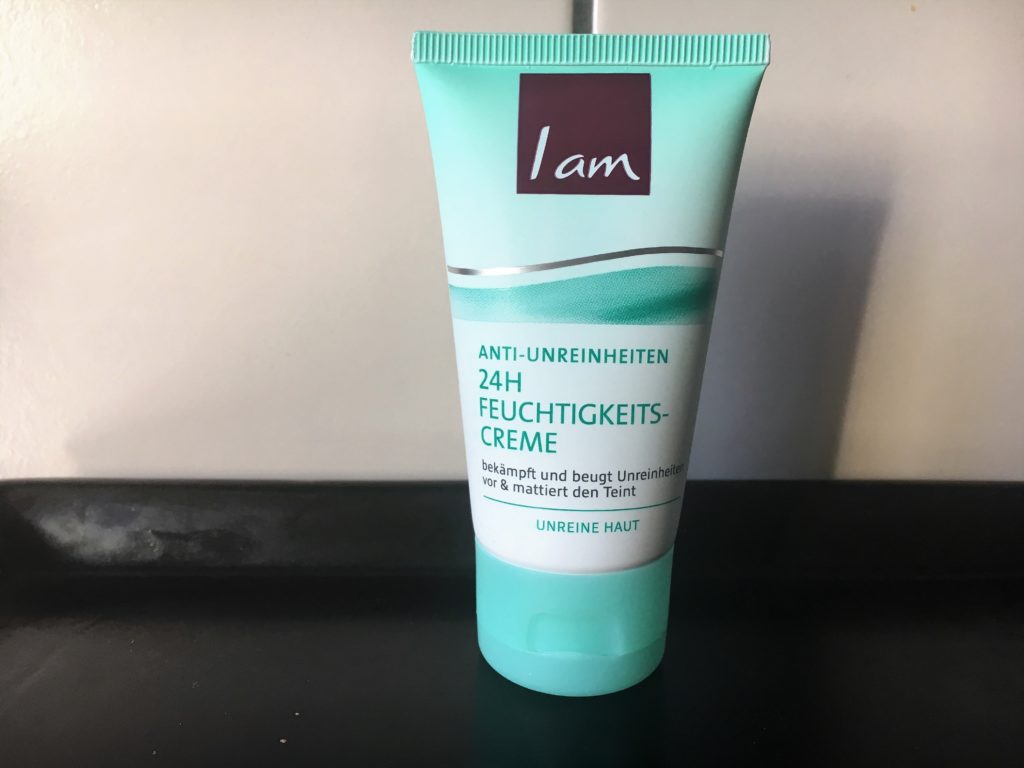 I am
ANTI-UNREINHEITEN
24H
FEUCHTIGKEITS-
CREME
bekämpft und beugt Unreinheiten
vor & mattiert den Teint
UNREINE HAUT